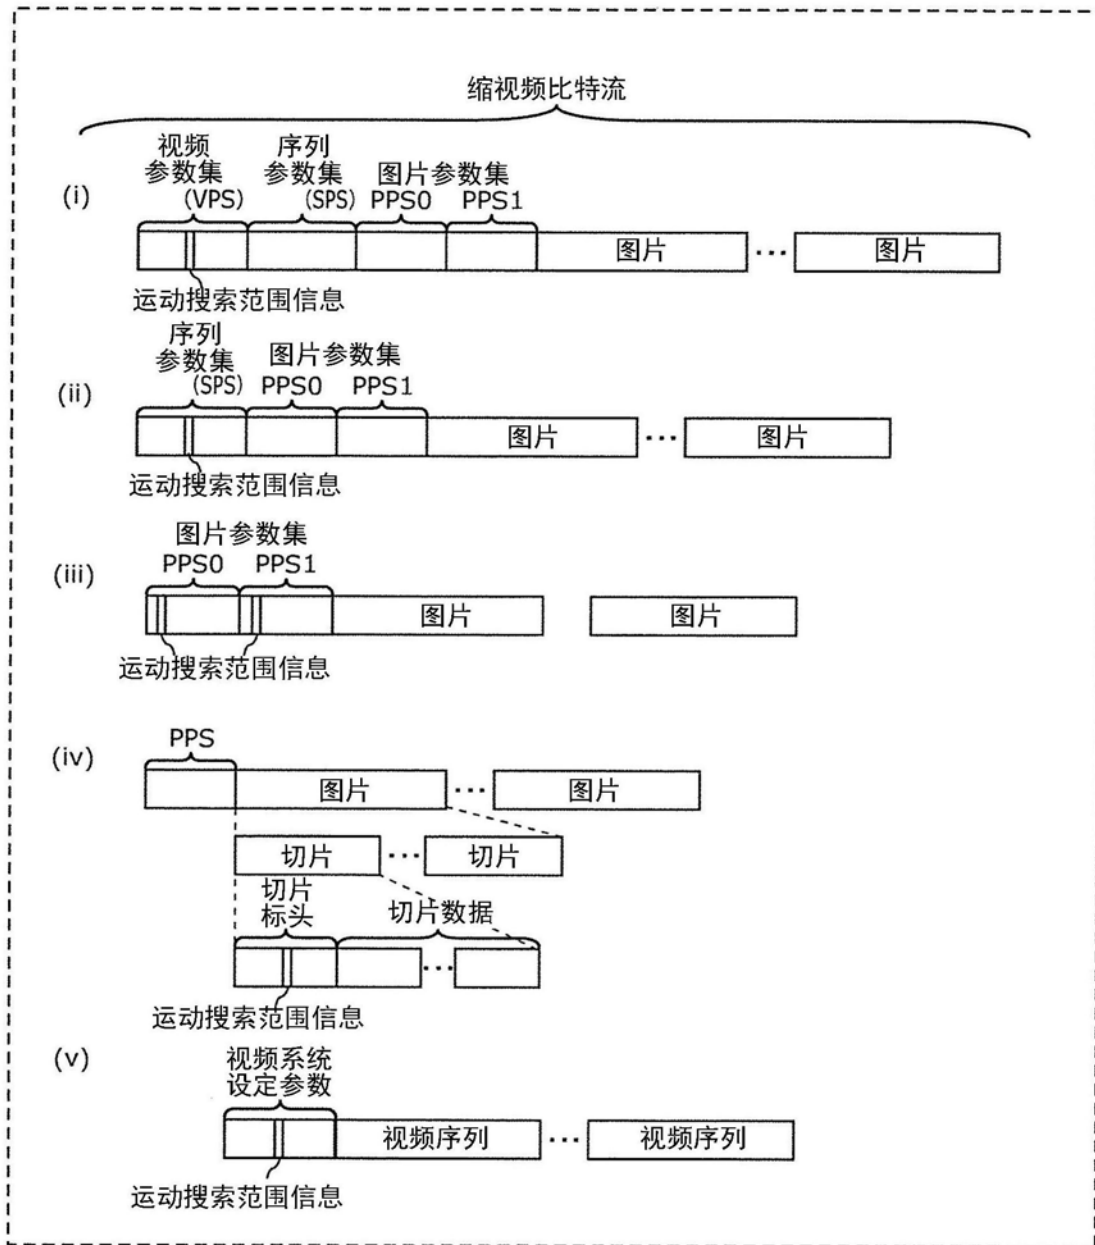 缩视频比特流
(i)
视频
参数集
(VPS)
序列
参数集
(SPS)
图片参数集
PPS0 PPS1
图片 ··· 图片
运动搜索范围信息
(ii)
序列
参数集
(SPS)
图片参数集
PPS0 PPS1
图片 ··· 图片
运动搜索范围信息
(iii)
图片参数集
PPS0 PPS1
图片 图片
运动搜索范围信息
(iv)
PPS
图片 ··· 图片
切片 ··· 切片
切片
标头
切片数据
···
运动搜索范围信息
(v)
视频系统
设定参数
视频序列 ··· 视频序列
运动搜索范围信息